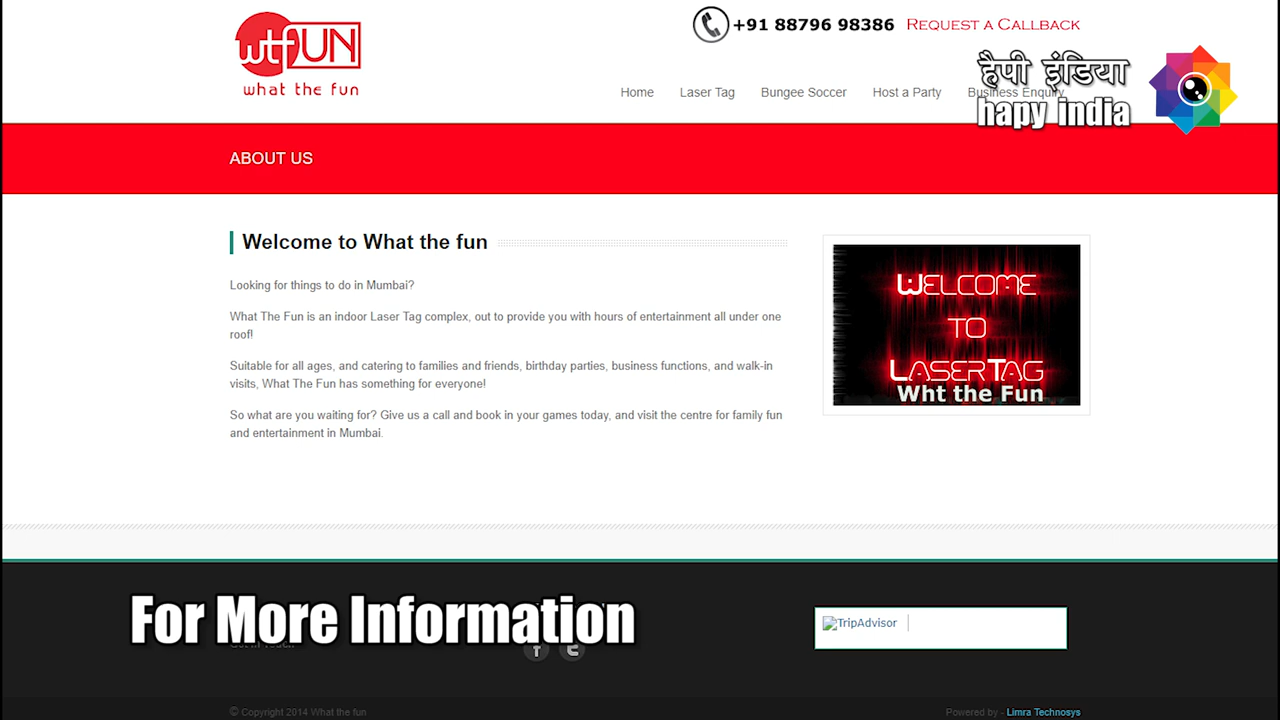 wtfUN
what the fun
+91 88796 98386 REQUEST A CALLBACK
Home Laser Tag Bungee Soccer Host a Party Business Enquiry
हैपी इंडिया
hapy india
ABOUT US
Welcome to What the fun
Looking for things to do in Mumbai?
What The Fun is an indoor Laser Tag complex, out to provide you with hours of entertainment all under one
roof!
Suitable for all ages, and catering to families and friends, birthday parties, business functions, and walk-in
visits, What The Fun has something for everyone!
So what are you waiting for? Give us a call and book in your games today, and visit the centre for family fun
and entertainment in Mumbai.
WELCOME
TO
LASERTAG
Wht the Fun
For More Information
Get in Touch
TripAdvisor
© Copyright 2014 What the fun
Powered by - Limra Technosys